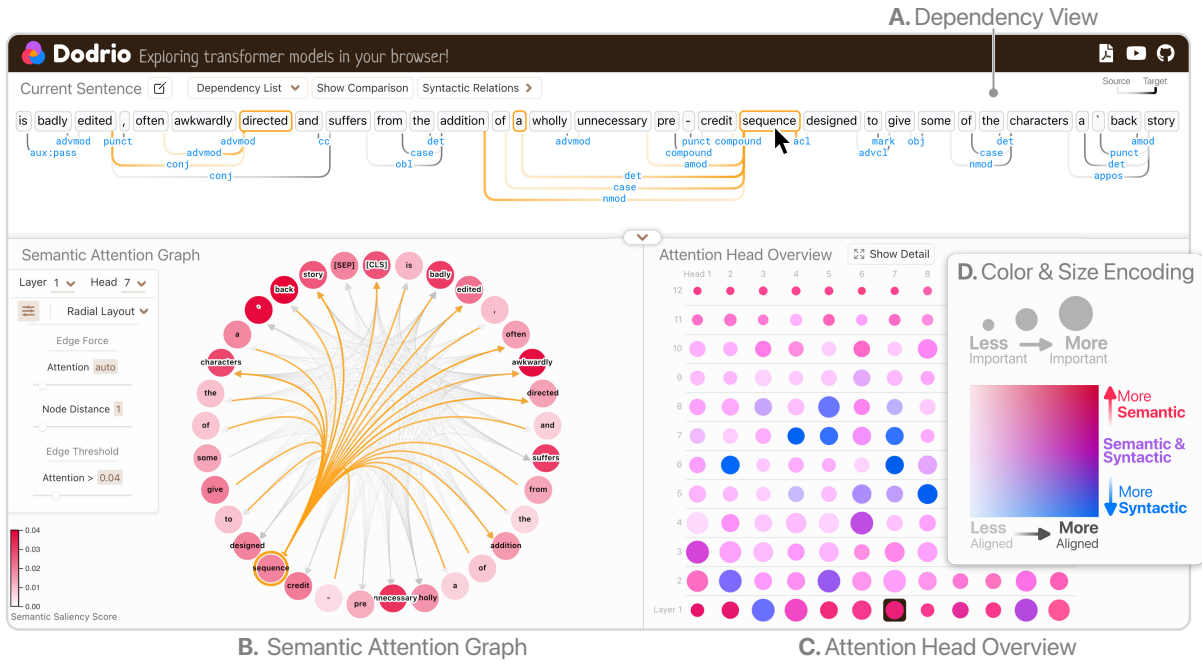 A. Dependency View
Dodrio Exploring transformer models in your browser!
Current Sentence
Dependency List
Show Comparison
Syntactic Relations
Source Target
is badly edited , often awkwardly directed and suffers from the addition of a wholly unnecessary pre - credit sequence designed to give some of the characters a ` back story
advmod punct advmod cc det advmod punct compound acl mark obj det amod
aux:pass advmod case compound advcl case punct
conj obl amod nmod det
conj det appos
case
nmod
Semantic Attention Graph
Layer 1 Head 7
Radial Layout
Edge Force
Attention auto
Node Distance 1
Edge Threshold
Attention > 0.04
0.04
0.03
0.02
0.01
0.00
Semantic Saliency Score
[SEP]
[CLS]
is
badly
edited
,
often
awkwardly
directed
and
suffers
from
the
addition
of
a
holly
nnecessary
pre
-
credit
sequence
designed
to
give
some
of
the
characters
a
back
story
Attention Head Overview
Show Detail
Head 1 2 3 4 5 6 7 8
12
11
10
9
8
7
6
5
4
3
2
Layer 1
D. Color & Size Encoding
Less More
Important Important
More
Semantic
Semantic &
Syntactic
More
Syntactic
Less More
Aligned Aligned
B. Semantic Attention Graph
C. Attention Head Overview